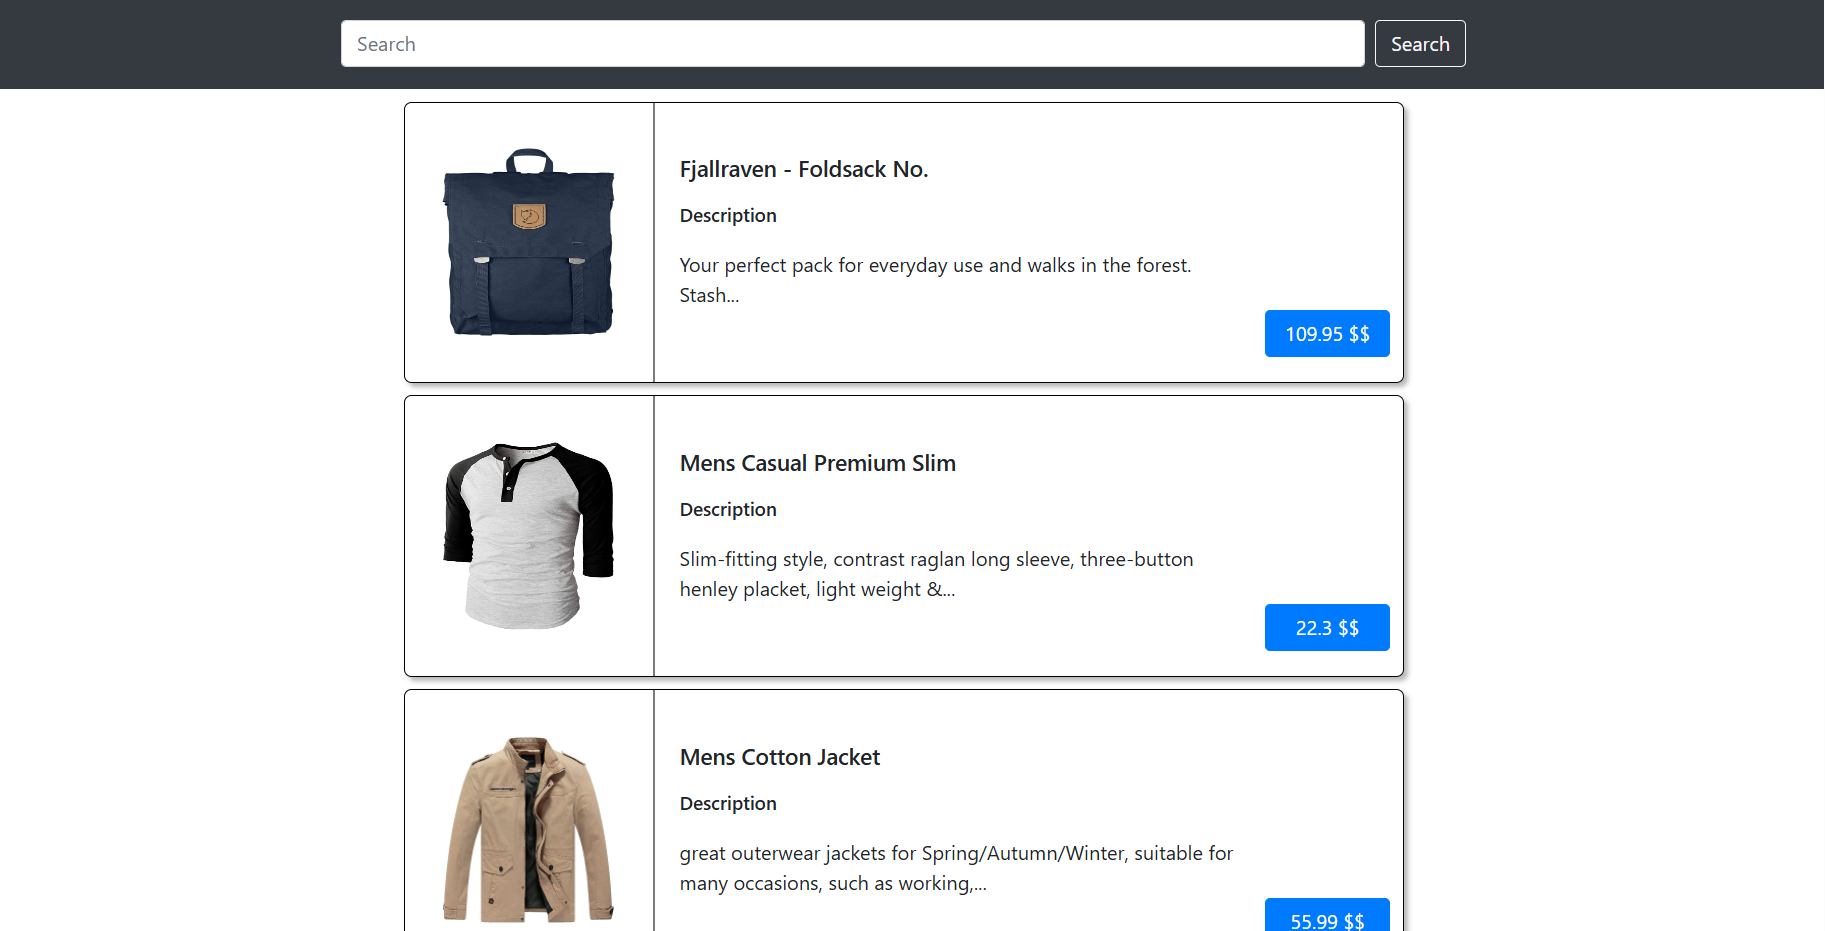 Search
Search
Fjallraven - Foldsack No.
Description
Your perfect pack for everyday use and walks in the forest.
Stash...
109.95 $$
Mens Casual Premium Slim
Description
Slim-fitting style, contrast raglan long sleeve, three-button
henley placket, light weight &...
22.3 $$
Mens Cotton Jacket
Description
great outerwear jackets for Spring/Autumn/Winter, suitable for
many occasions, such as working,...
55.99 $$